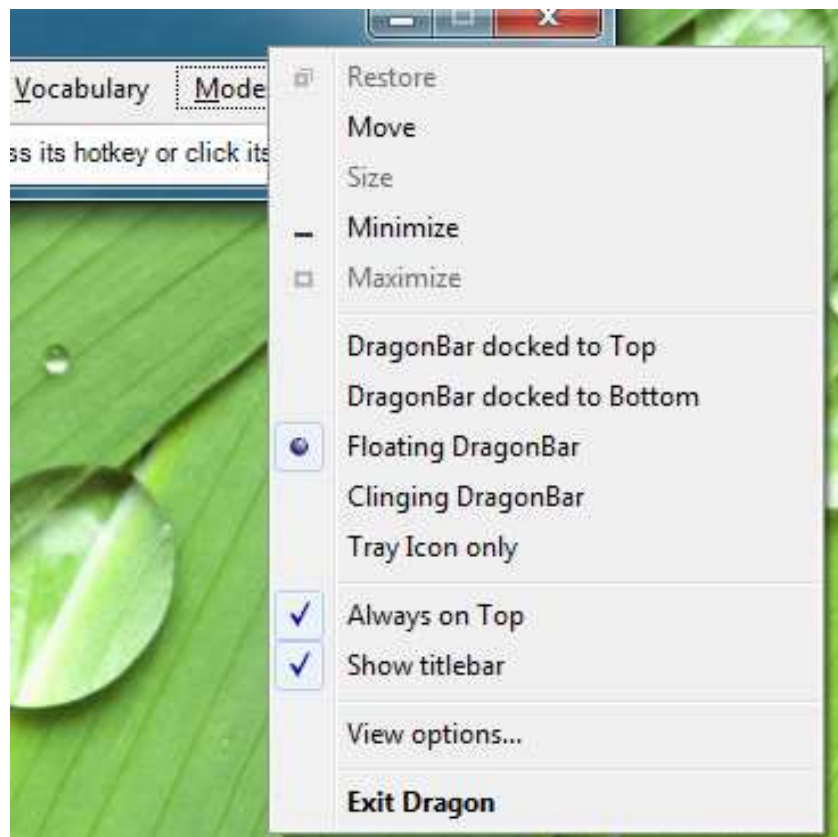 Vocabulary Mode
ss its hotkey or click its
Restore
Move
Size
Minimize
Maximize
DragonBar docked to Top
DragonBar docked to Bottom
Floating DragonBar
Clinging DragonBar
Tray Icon only
Always on Top
Show titlebar
View options...
Exit Dragon